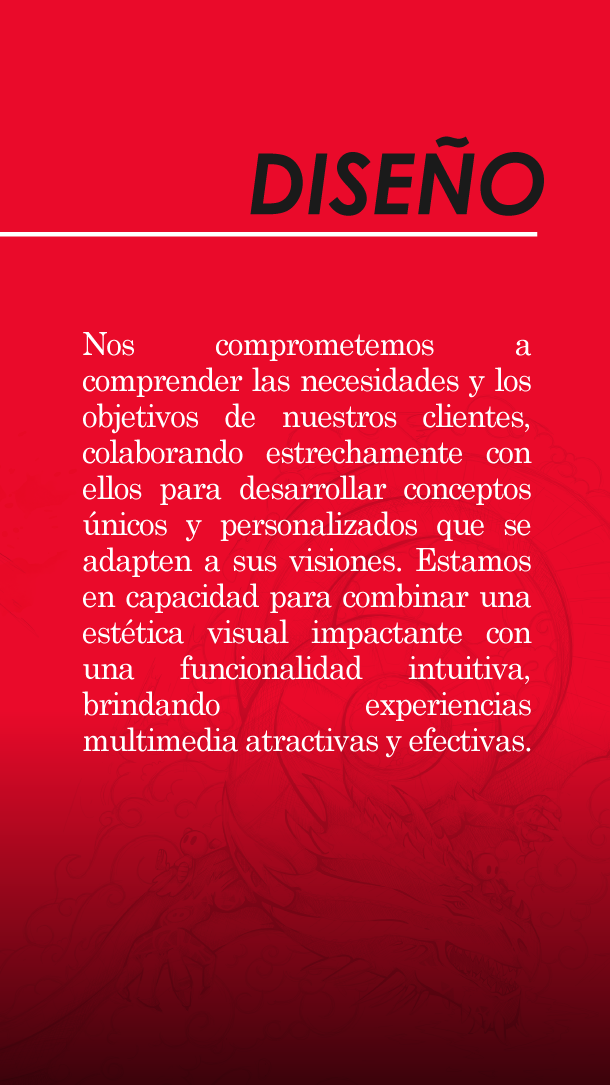 DISEÑO
Nos comprometemos a
comprender las necesidades y los
objetivos de nuestros clientes,
colaborando estrechamente con
ellos para desarrollar conceptos
únicos y personalizados que se
adapten a sus visiones. Estamos
en capacidad para combinar una
estética visual impactante con
una funcionalidad intuitiva,
brindando experiencias
multimedia atractivas y efectivas.